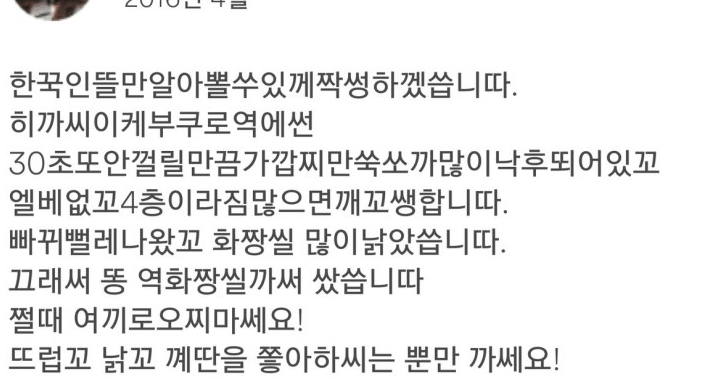 2016년 4월
한꾹인뜰만알아뽈쑤있께짝썽하겠씁니따.
히까씨이케부쿠로역에썬
30초또안껄릴만끔가깝찌만쑥쏘까많이낙후뙤어있꼬
엘베없꼬4층이라짐많으면깨꼬쌩합니따.
빠뀌뻘레나왔꼬 화짱씰 많이낡았씁니따.
끄래써 똥 역화짱씰까써 쌌씁니따
쩔때 여끼로오찌마쎄요!
뜨럽꼬 낡꼬 꼐딴을 쫗아하씨는 뿐만 까쎄요!